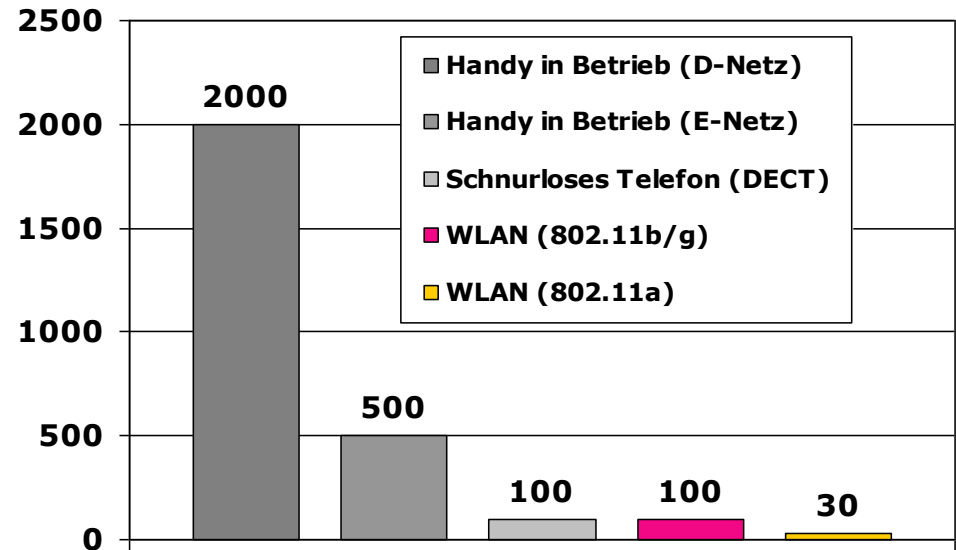 2500
2000
1500
1000
500
0
2000
500
100
100
30
Handy in Betrieb (D-Netz)
Handy in Betrieb (E-Netz)
Schnurloses Telefon (DECT)
WLAN (802.11b/g)
WLAN (802.11a)